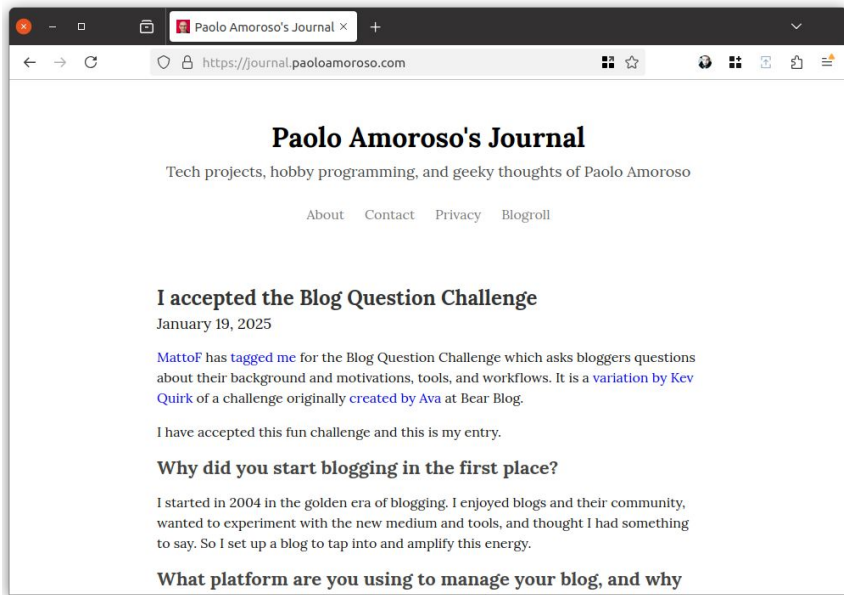 Paolo Amoroso's Journal
https://journal.paoloamoroso.com
Paolo Amoroso's Journal
Tech projects, hobby programming, and geeky thoughts of Paolo Amoroso
About Contact Privacy Blogroll
I accepted the Blog Question Challenge
January 19, 2025
MattoF has tagged me for the Blog Question Challenge which asks bloggers questions
about their background and motivations, tools, and workflows. It is a variation by Kev
Quirk of a challenge originally created by Ava at Bear Blog.
I have accepted this fun challenge and this is my entry.
Why did you start blogging in the first place?
I started in 2004 in the golden era of blogging. I enjoyed blogs and their community,
wanted to experiment with the new medium and tools, and thought I had something
to say. So I set up a blog to tap into and amplify this energy.
What platform are you using to manage your blog, and why